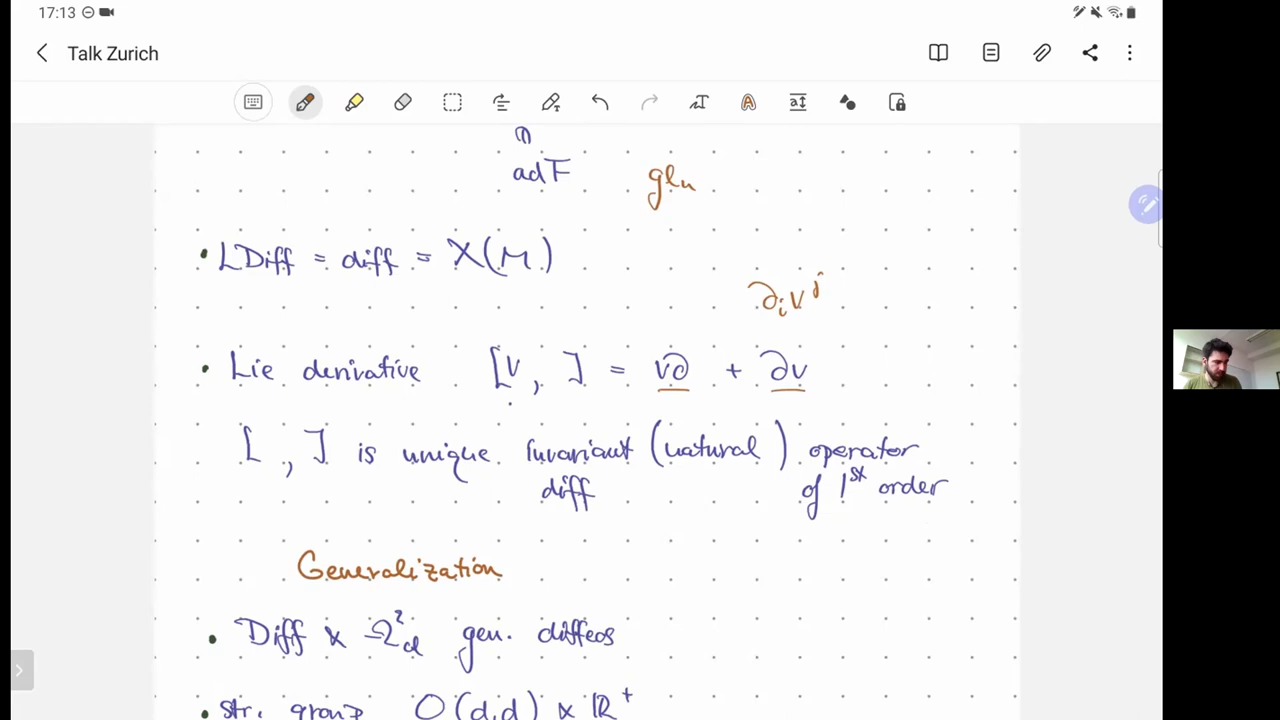 17:13
Talk Zurich
adF
gln
• LDiff = diff = X(M)
∂ᵢvʲ
• Lie derivative [v, ] = v∂ + ∂v
[ , ] is unique invariant (natural) operator
diff of 1st order
Generalization
• Diff ⋉ Ω²_cl gen. diffeos
• str. group O(d,d) × ℝ⁺